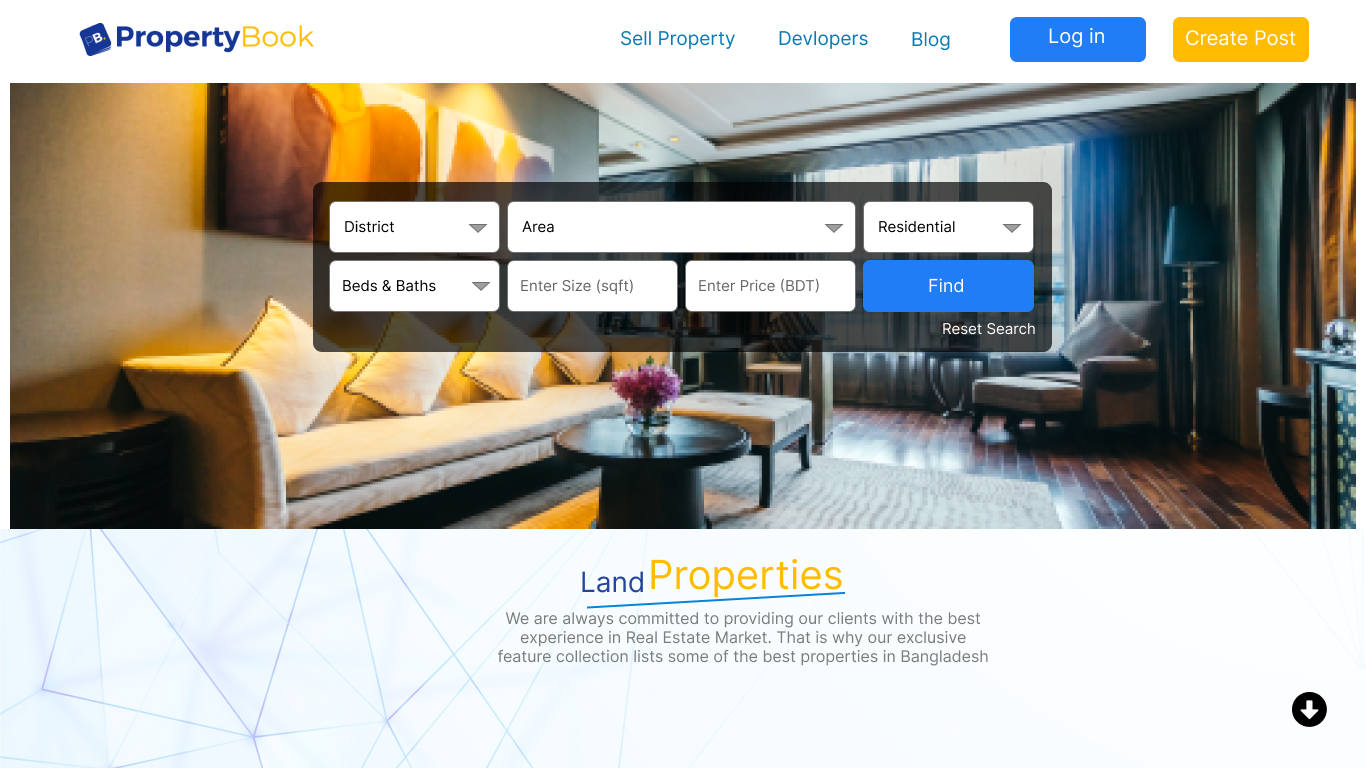 PB. PropertyBook
Sell Property
Devlopers
Blog
Log in
Create Post
District
Area
Residential
Beds & Baths
Enter Size (sqft)
Enter Price (BDT)
Find
Reset Search
Land Properties
We are always committed to providing our clients with the best
experience in Real Estate Market. That is why our exclusive
feature collection lists some of the best properties in Bangladesh